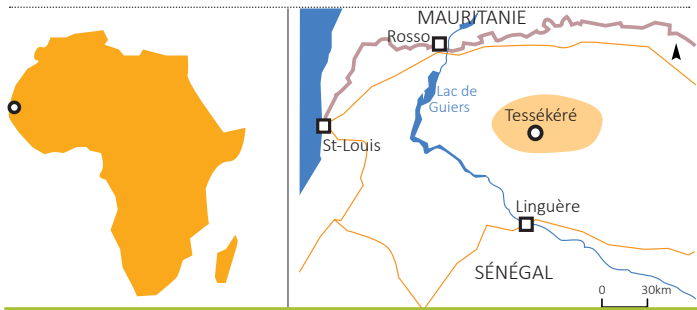 MAURITANIE
Rosso
Lac de
Guiers
Tessékéré
St-Louis
Linguère
SÉNÉGAL
0 30km